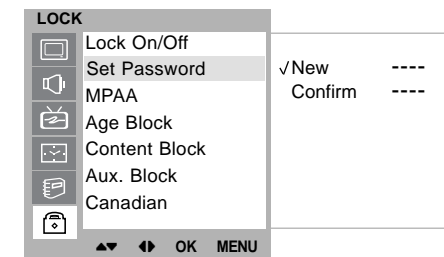 LOCK
Lock On/Off
Set Password
MPAA
Age Block
Content Block
Aux. Block
Canadian
√New ----
Confirm ----
OK MENU